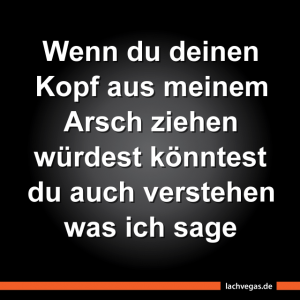 Wenn du deinen
Kopf aus meinem
Arsch ziehen
würdest könntest
du auch verstehen
was ich sage
lachvegas.de